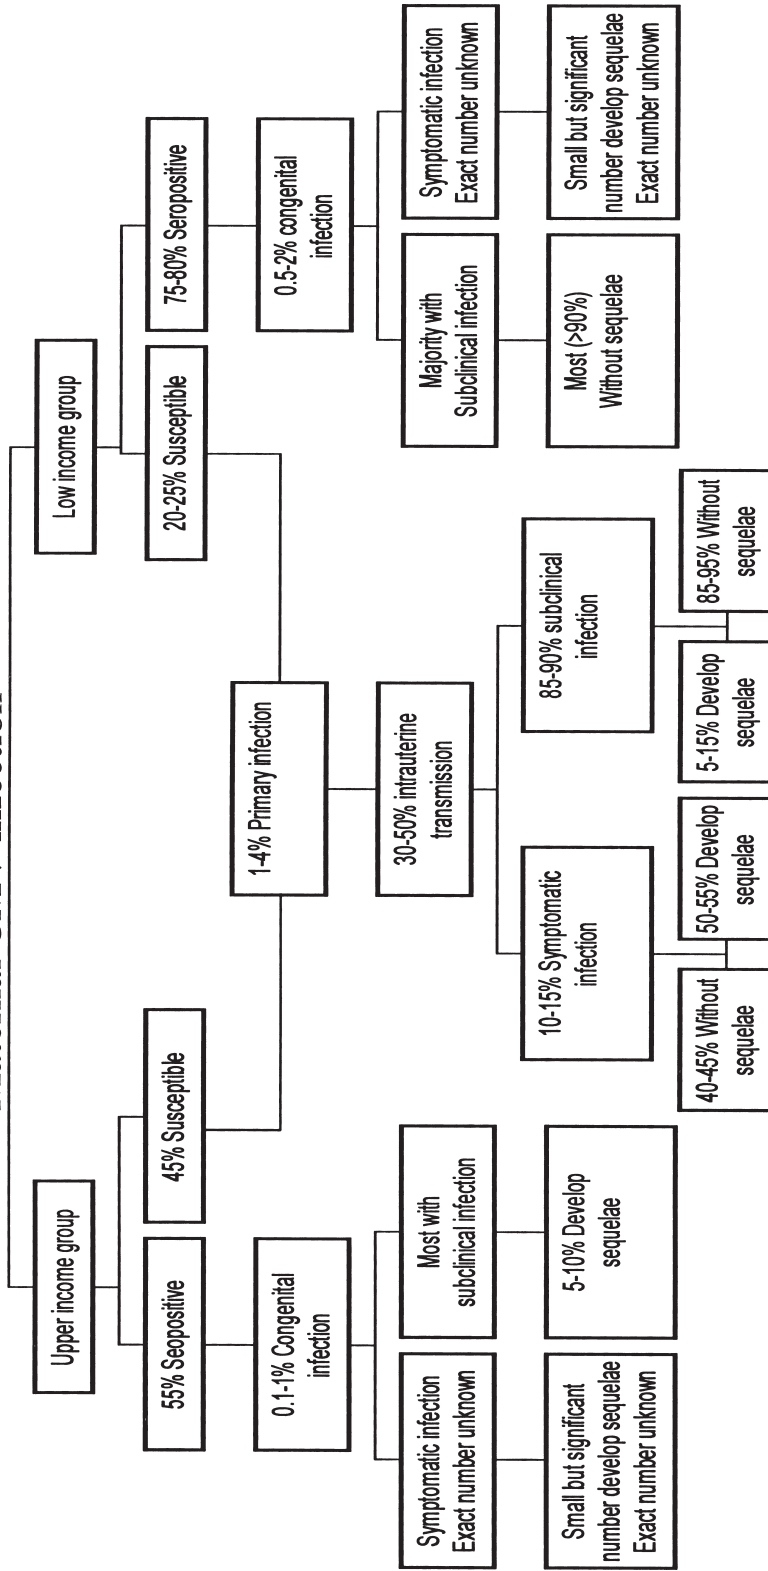 Upper income group
Low income group
55% Seopositive
45% Susceptible
20-25% Susceptible
75-80% Seropositive
0.1-1% Congenital
infection
1-4% Primary infection
0.5-2% congenital
infection
Symptomatic infection
Exact number unknown
Most with
subclinical infection
30-50% intrauterine
transmission
Majority with
Subclinical infection
Symptomatic infection
Exact number unknown
Small but significant
number develop sequelae
Exact number unknown
5-10% Develop
sequelae
10-15% Symptomatic
infection
85-90% subclinical
infection
Most (>90%)
Without sequelae
Small but significant
number develop sequelae
Exact number unknown
40-45% Without
sequelae
50-55% Develop
sequelae
5-15% Develop
sequelae
85-95% Without
sequelae